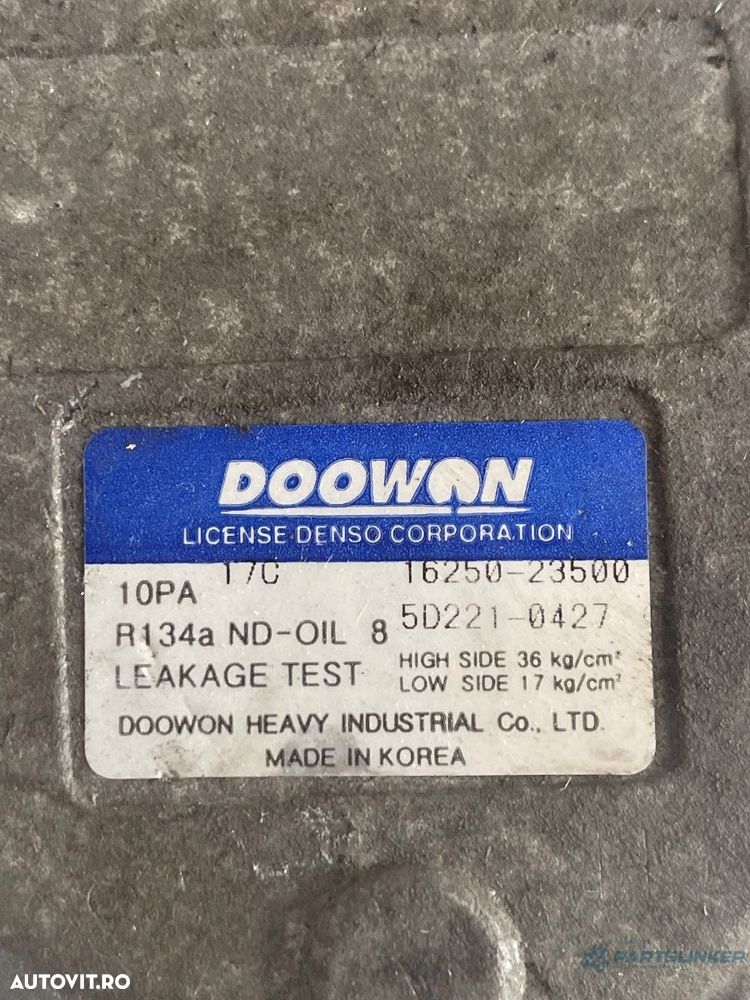 DOOWON
LICENSE DENSO CORPORATION
10PA 17C 16250-23500
R134a ND-OIL 8 5D221-0427
LEAKAGE TEST HIGH SIDE 36 kg/cm²
LOW SIDE 17 kg/cm²
DOOWON HEAVY INDUSTRIAL Co., LTD.
MADE IN KOREA
AUTOVIT.RO
PARTSLINKER